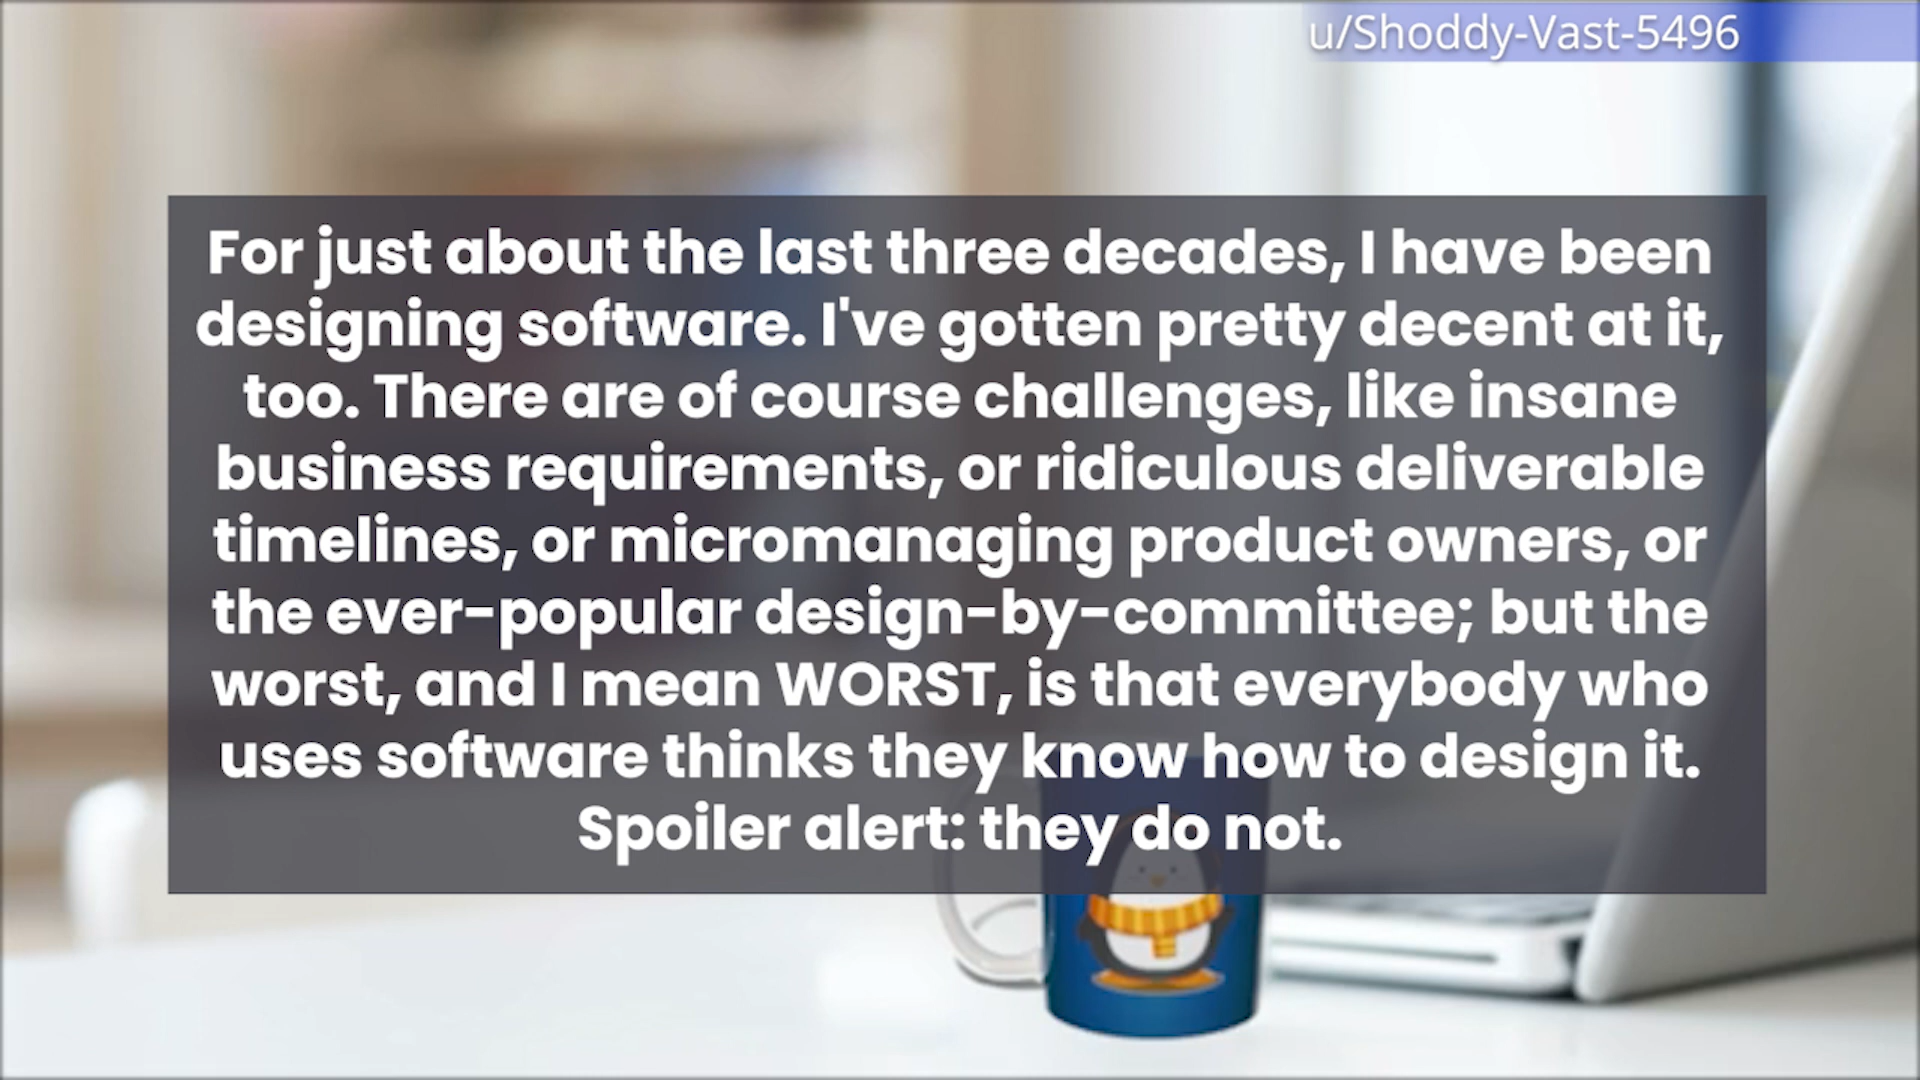 u/Shoddy-Vast-5496
For just about the last three decades, I have been
designing software. I've gotten pretty decent at it,
too. There are of course challenges, like insane
business requirements, or ridiculous deliverable
timelines, or micromanaging product owners, or
the ever-popular design-by-committee; but the
worst, and I mean WORST, is that everybody who
uses software thinks they know how to design it.
Spoiler alert: they do not.